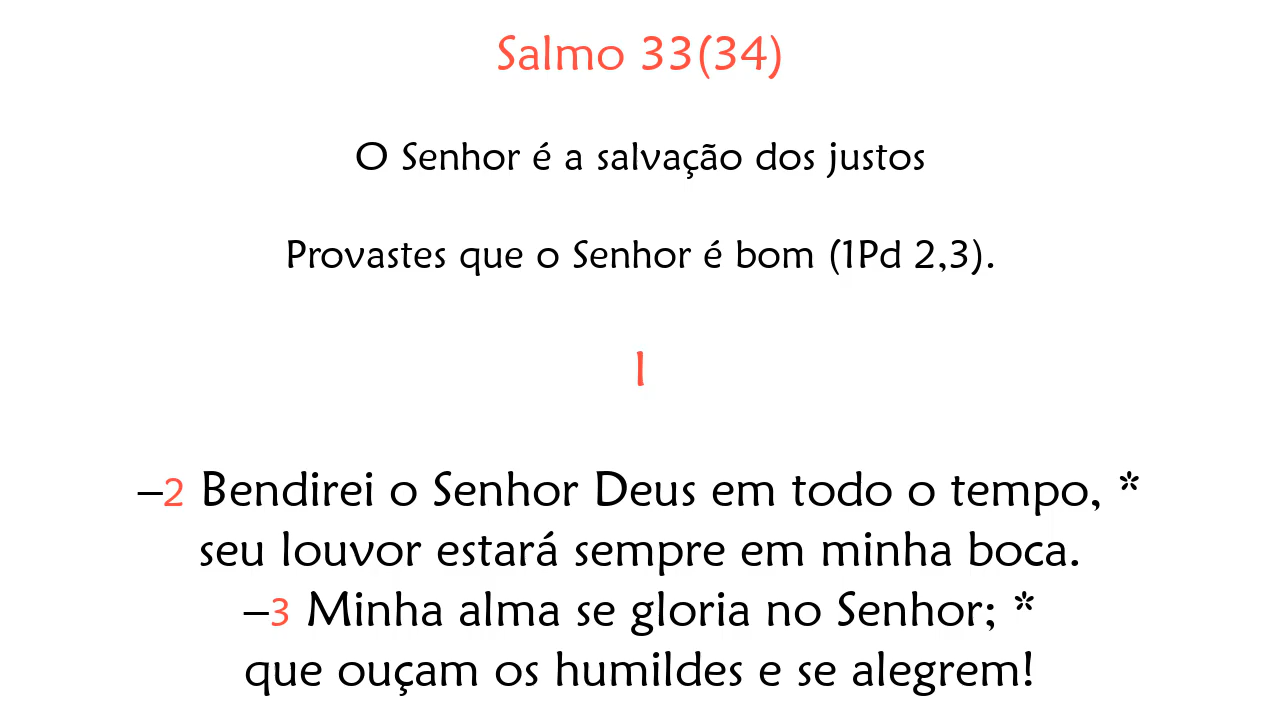 Salmo 33(34)
O Senhor é a salvação dos justos
Provastes que o Senhor é bom (1Pd 2,3).
I
–2 Bendirei o Senhor Deus em todo o tempo, *
seu louvor estará sempre em minha boca.
–3 Minha alma se gloria no Senhor; *
que ouçam os humildes e se alegrem!